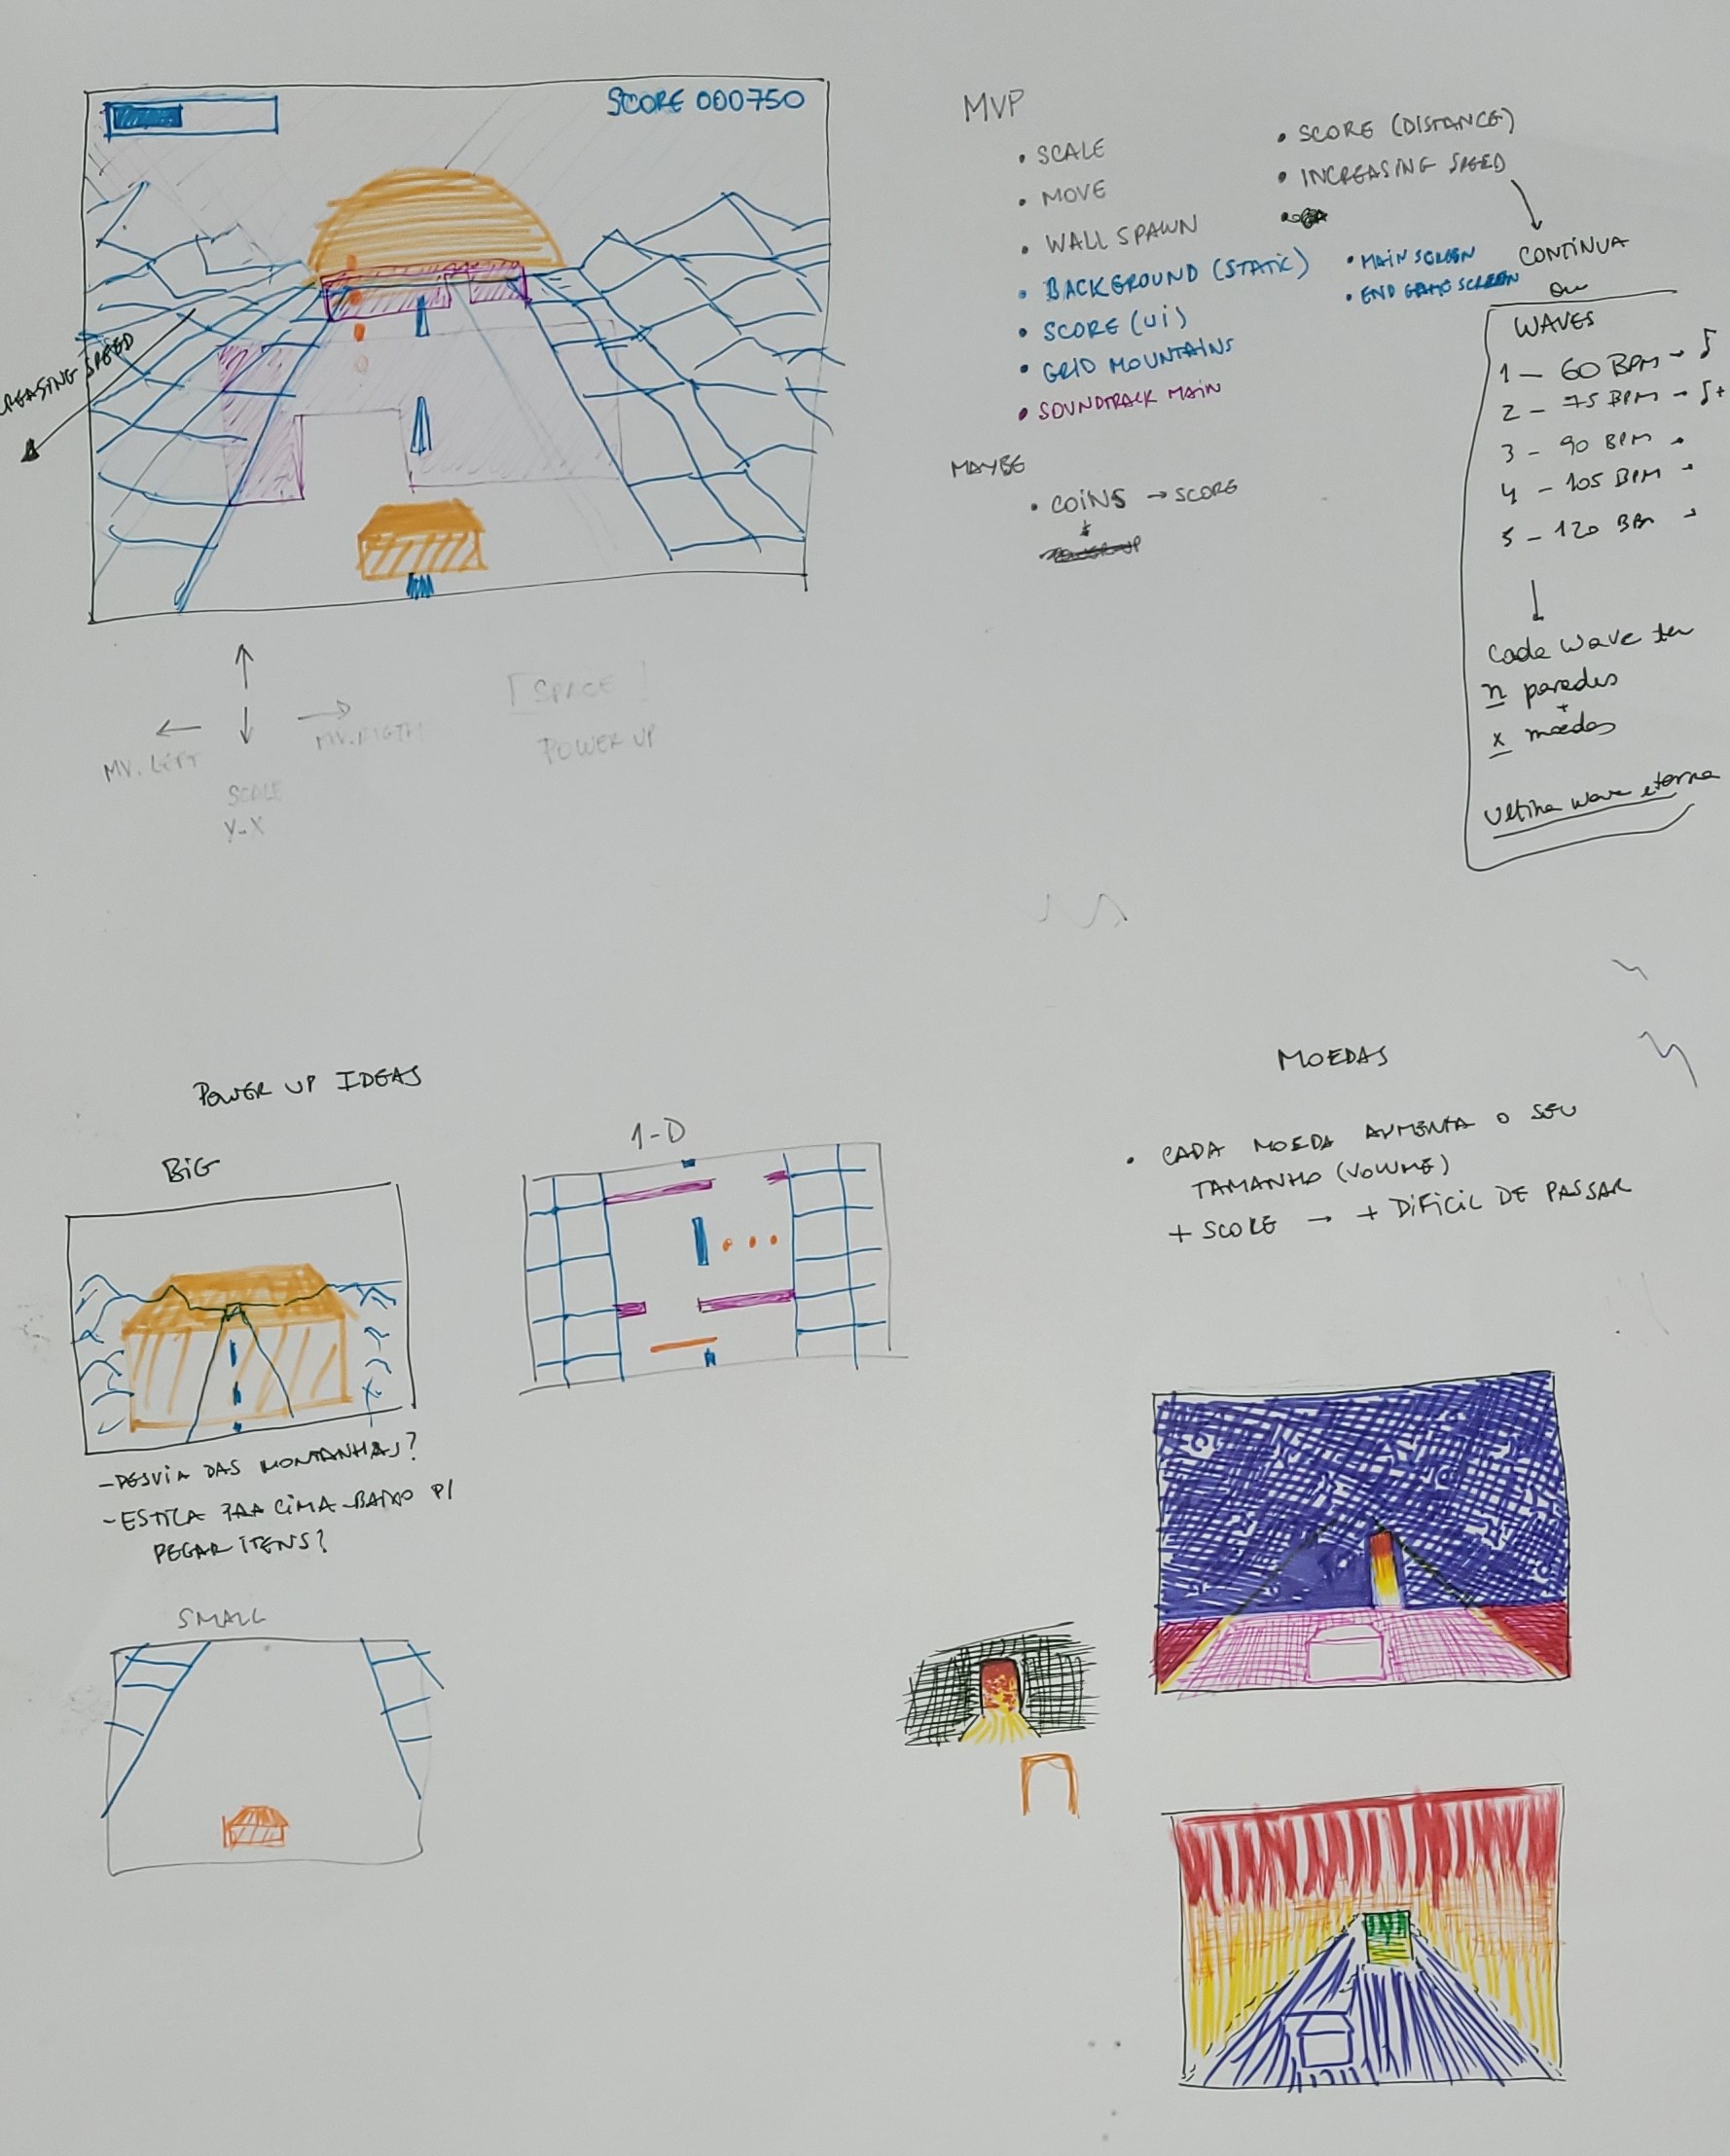 SCORE 000750
CREASING SPEED
MV. LEFT
MV. RIGTH
SCALE
Y-X
[SPACE]
POWER UP
MVP
• SCALE
• MOVE
• WALL SPAWN
• BACKGROUND (STATIC)
• SCORE (UI)
• GRID MOUNTAINS
• SOUNDTRACK MAIN
• SCORE (DISTANCE)
• INCREASING SPEED
• MAIN SCREEN
• END GAME SCREEN
CONTINUA
ou
WAVES
1 — 60 BPM →
2 — 75 BPM →
3 - 90 BPM
4 - 105 BPM
5 - 120 BPM
Cada wave ter
n paredes
+
x moedas
Ultima wave eterna
MAYBE
• COINS → SCORE
POWER UP IDEAS
BIG
- DESVIA DAS MONTANHAS?
- ESTICA PRA CIMA-BAIXO P/
PEGAR ITENS?
1-D
SMALL
MOEDAS
• CADA MOEDA AUMENTA O SEU
TAMANHO (VOLUME)
+ SCORE → + DIFICIL DE PASSAR